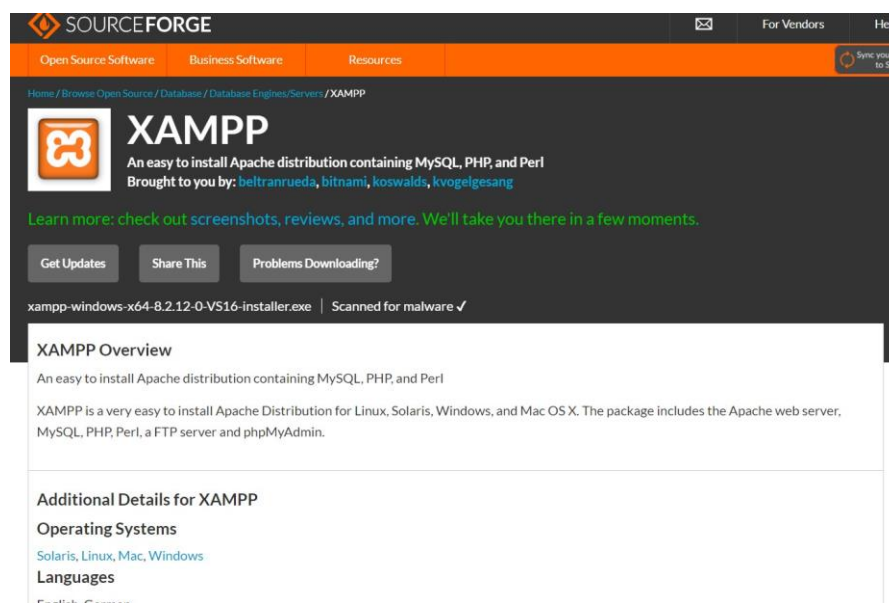 SOURCEFORGE
For Vendors
Open Source Software Business Software Resources
Home / Browse Open Source / Database / Database Engines/Servers / XAMPP
XAMPP
An easy to install Apache distribution containing MySQL, PHP, and Perl
Brought to you by: beltranrueda, bitnami, koswalds, kvogelgesang
Learn more: check out screenshots, reviews, and more. We'll take you there in a few moments.
Get Updates Share This Problems Downloading?
xampp-windows-x64-8.2.12-0-VS16-installer.exe | Scanned for malware ✓
XAMPP Overview
An easy to install Apache distribution containing MySQL, PHP, and Perl
XAMPP is a very easy to install Apache Distribution for Linux, Solaris, Windows, and Mac OS X. The package includes the Apache web server,
MySQL, PHP, Perl, a FTP server and phpMyAdmin.
Additional Details for XAMPP
Operating Systems
Solaris, Linux, Mac, Windows
Languages